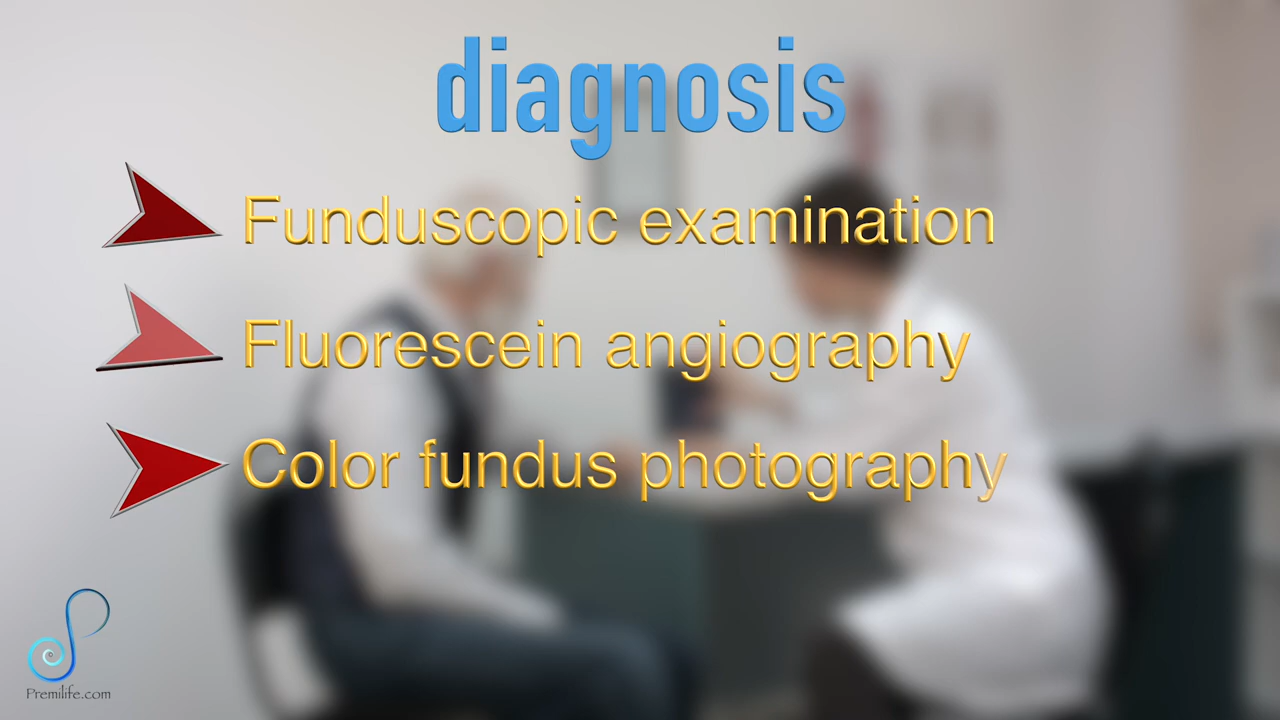 diagnosis
Funduscopic examination
Fluorescein angiography
Color fundus photography
Premilife.com